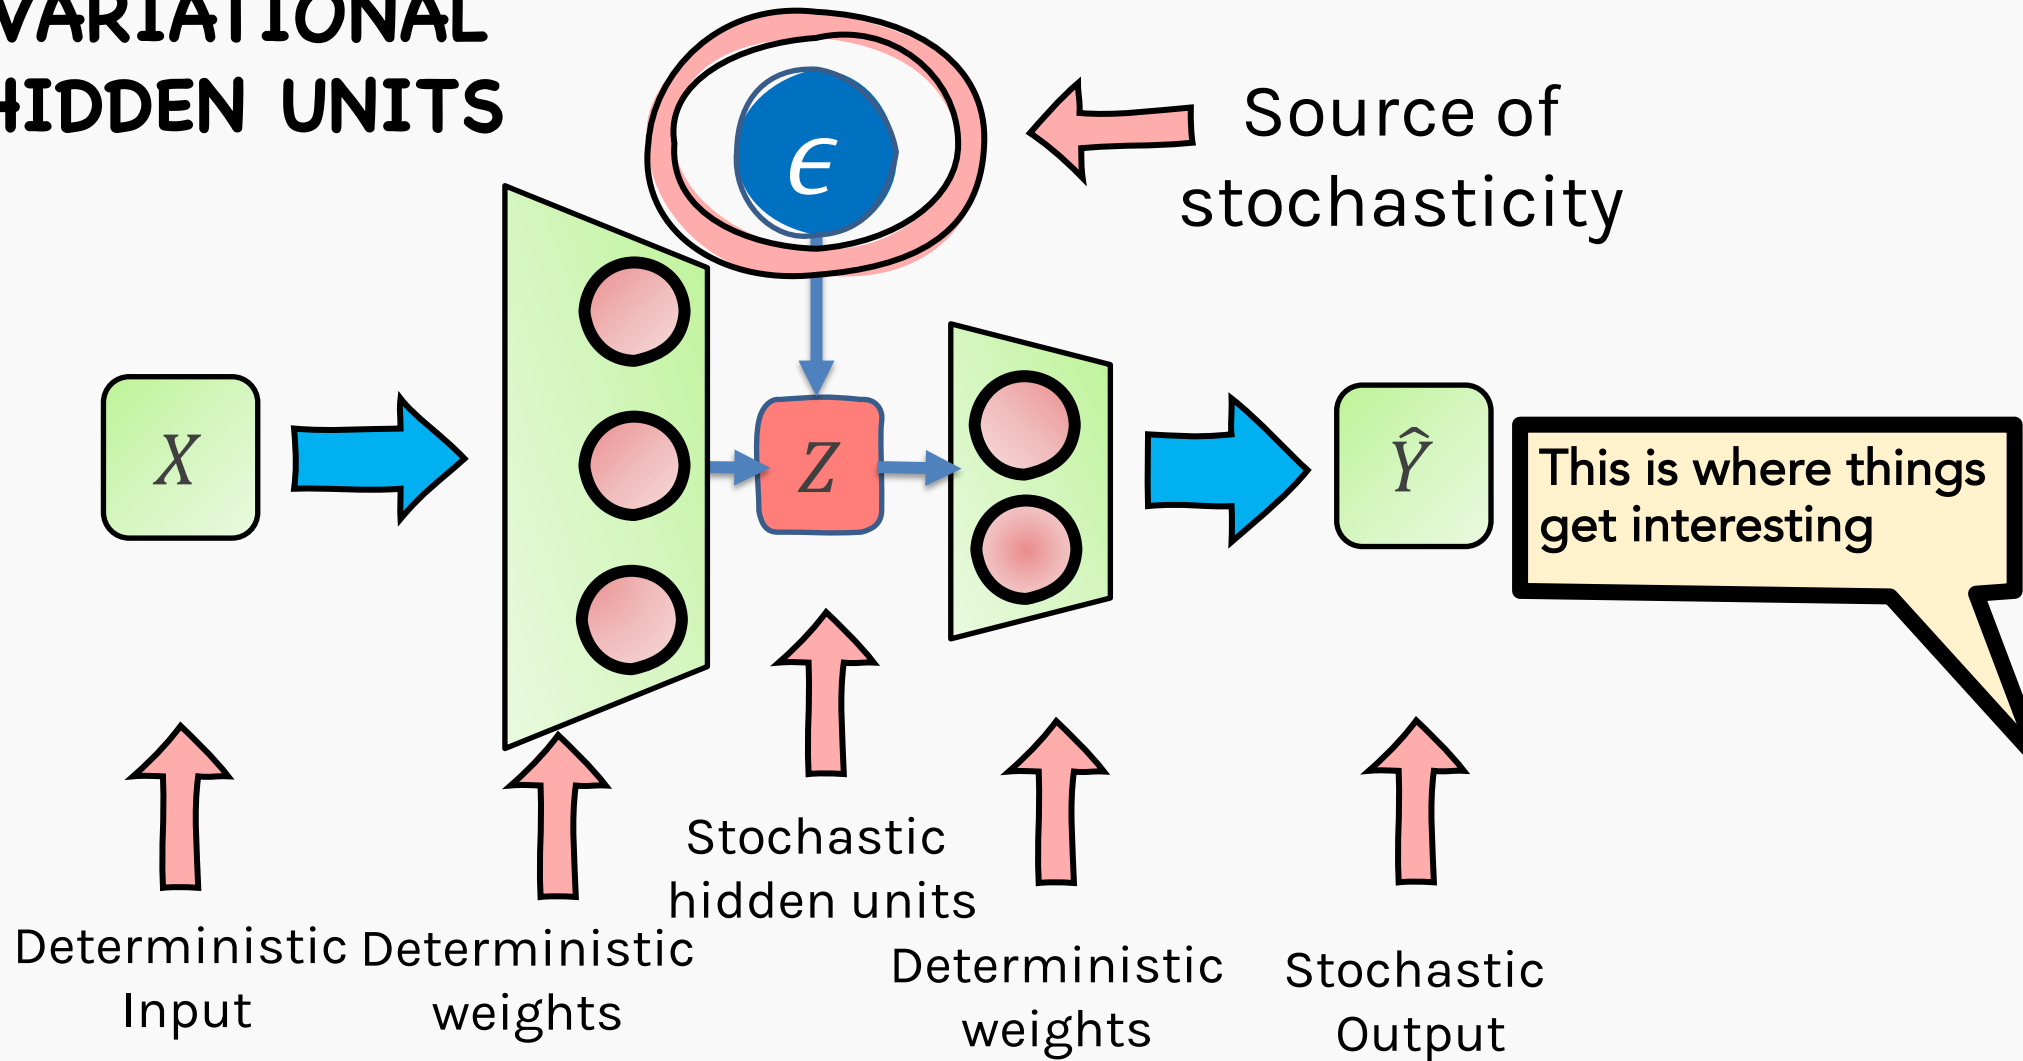 VARIATIONAL
HIDDEN UNITS
ϵ
Source of
stochasticity
X
Z
Ŷ
This is where things
get interesting
Stochastic
hidden units
Deterministic
Input
Deterministic
weights
Deterministic
weights
Stochastic
Output